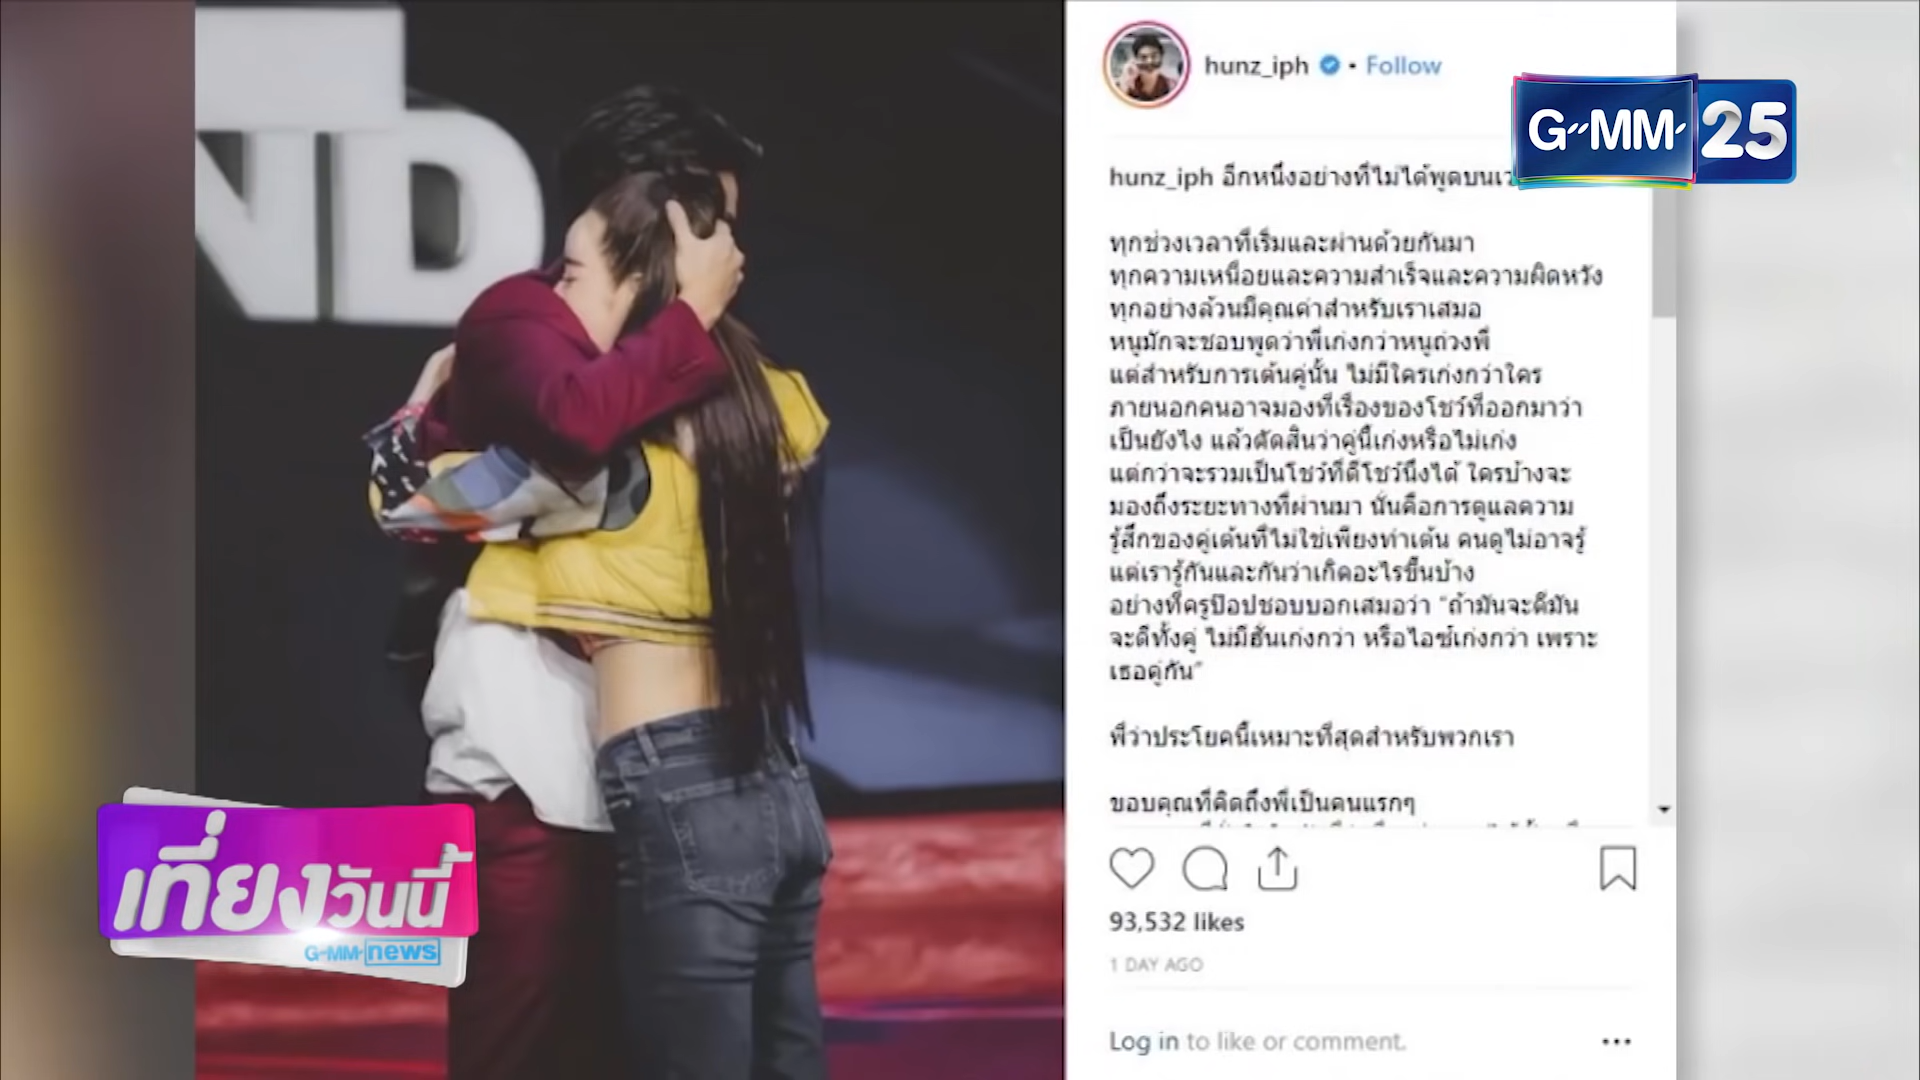 ND
hunz_iph • Follow
G-MM 25
hunz_iph อีกหนึ่งอย่างที่ไม่ได้พูดบน
ทุกช่วงเวลาที่เริ่มและผ่านด้วยกันมา
ทุกความเหนื่อยและความสำเร็จและความผิดหวัง
ทุกอย่างล้วนมีคุณค่าสำหรับเราเสมอ
หนูมักจะชอบพูดว่าพี่เก่งกว่าหนูถ่วงพี่
แต่สำหรับการเต้นคู่นั้น ไม่มีใครเก่งกว่าใคร
ภายนอกคนอาจมองที่เรื่องของโชว์ที่ออกมาว่า
เป็นยังไง แล้วตัดสินว่าคู่นี้เก่งหรือไม่เก่ง
แต่กว่าจะรวมเป็นโชว์ที่ดีโชว์นึงได้ ใครบ้างจะ
มองถึงระยะทางที่ผ่านมา นั่นคือการดูแลความ
รู้สึกของคู่เต้นที่ไม่ใช่เพียงท่าเต้น คนดูไม่อาจรู้
แต่เรารู้กันและกันว่าเกิดอะไรขึ้นบ้าง
อย่างที่ครูป๊อปชอบบอกเสมอว่า "ถ้ามันจะดีมัน
จะดีทั้งคู่ ไม่มีฮั่นเก่งกว่า หรือไอซ์เก่งกว่า เพราะ
เธอคู่กัน"
พี่ว่าประโยคนี้เหมาะที่สุดสำหรับพวกเรา
ขอบคุณที่คิดถึงพี่เป็นคนแรกๆ
93,532 likes
1 DAY AGO
Log in to like or comment.
เที่ยงวันนี้
G-MM news